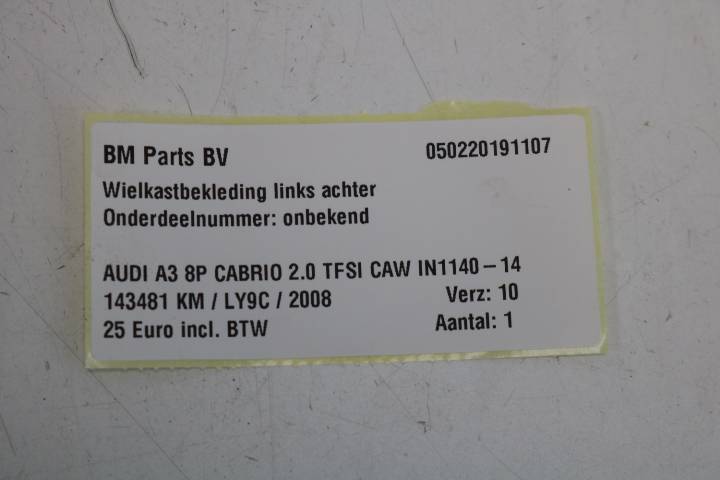 BM Parts BV 050220191107
Wielkastbekleding links achter
Onderdeelnummer: onbekend
AUDI A3 8P CABRIO 2.0 TFSI CAW IN1140 - 14
143481 KM / LY9C / 2008 Verz: 10
25 Euro incl. BTW Aantal: 1